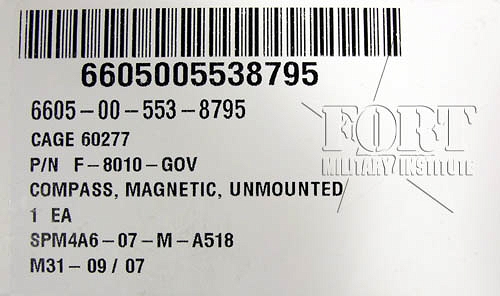 6605005538795
6605-00-553-8795
CAGE 60277
P/N F-8010-GOV
COMPASS, MAGNETIC, UNMOUNTED
1 EA
SPM4A6-07-M-A518
M31-09/07
FORT
MILITARY INSTITUTE